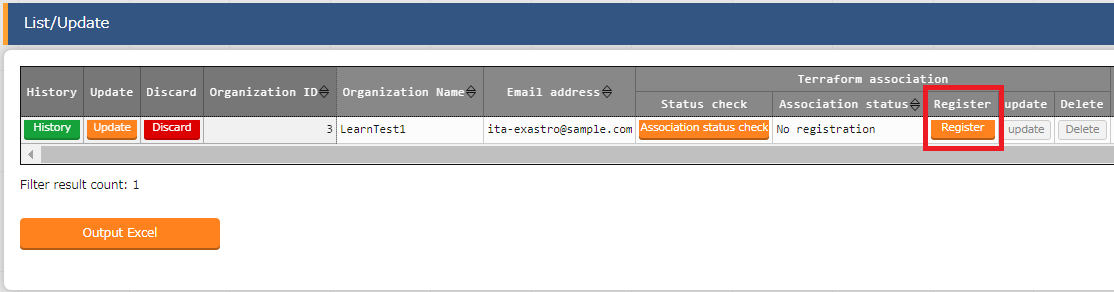 List/Update
Terraform association
History Update Discard Organization ID Organization Name Email address Status check Association status Register update Delete
History Update Discard 3 LearnTest1 ita-exastro@sample.com Association status check No registration Register update Delete
Filter result count: 1
Output Excel